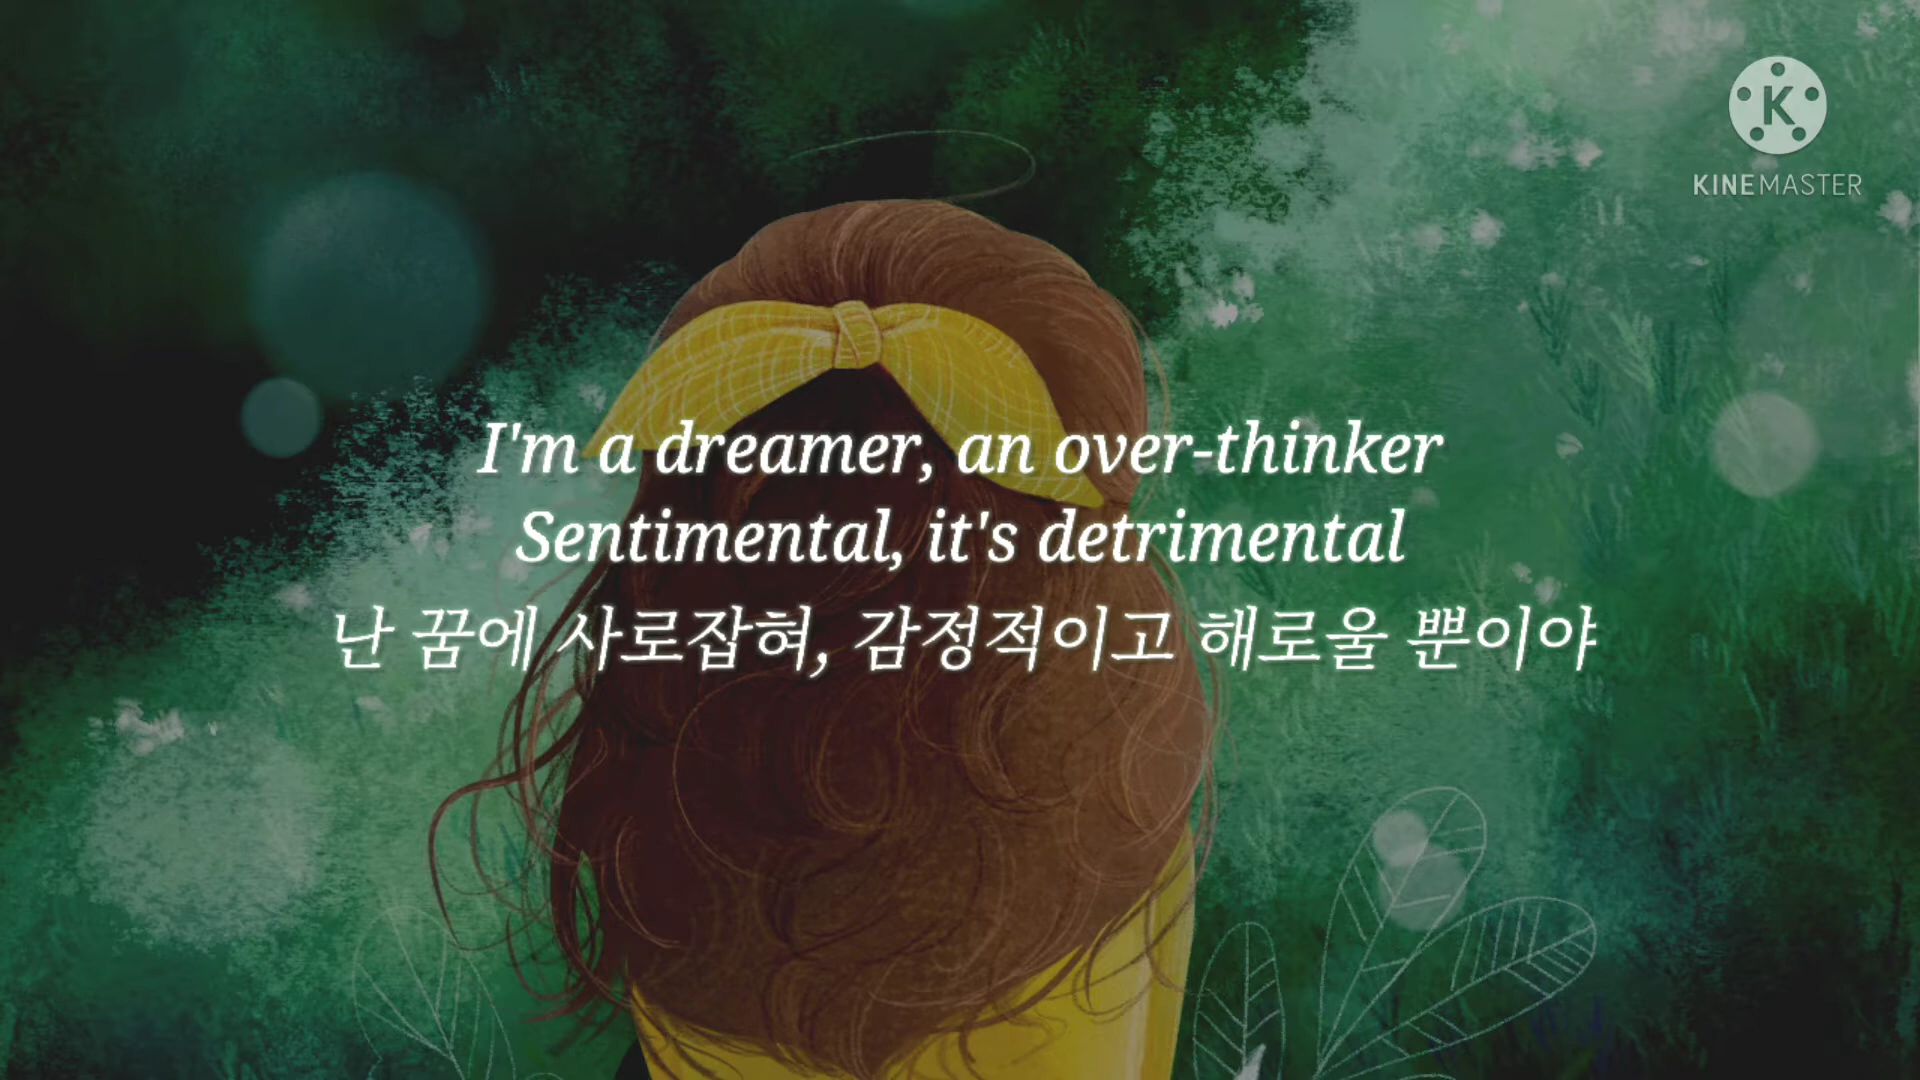 K
KINEMASTER
I'm a dreamer, an over-thinker
Sentimental, it's detrimental
난 꿈에 사로잡혀, 감정적이고 해로울 뿐이야